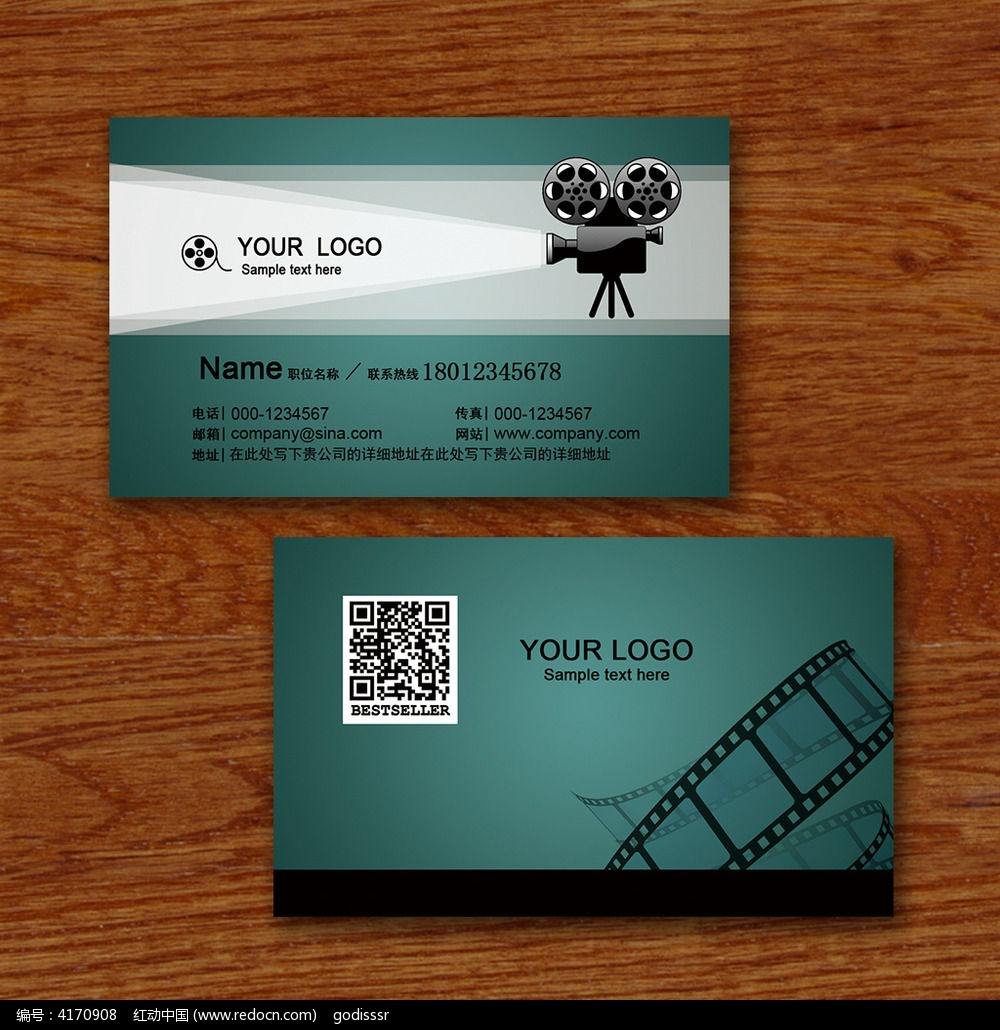 YOUR LOGO
Sample text here
Name 职位名称 / 联系热线 18012345678
电话| 000-1234567 传真| 000-1234567
邮箱| company@sina.com 网站| www.company.com
地址| 在此处写下贵公司的详细地址在此处写下贵公司的详细地址
YOUR LOGO
Sample text here
BESTSELLER
编号：4170908 红动中国 (www.redocn.com) godisssr